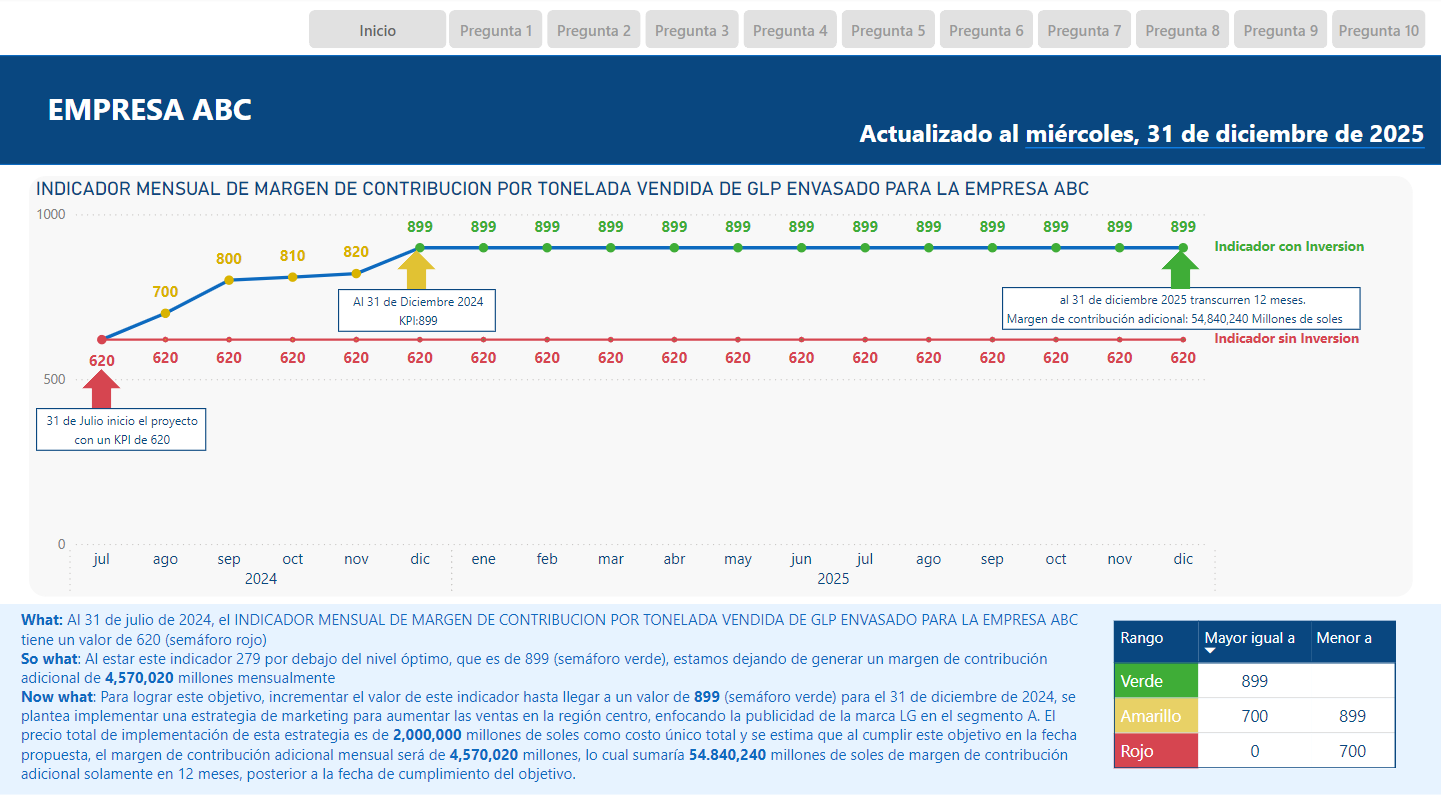 Inicio
Pregunta 1
Pregunta 2
Pregunta 3
Pregunta 4
Pregunta 5
Pregunta 6
Pregunta 7
Pregunta 8
Pregunta 9
Pregunta 10
EMPRESA ABC
Actualizado al miércoles, 31 de diciembre de 2025
INDICADOR MENSUAL DE MARGEN DE CONTRIBUCION POR TONELADA VENDIDA DE GLP ENVASADO PARA LA EMPRESA ABC
1000
899 899 899 899 899 899 899 899 899 899 899 899 899
Indicador con Inversion
700 800 810 820
Al 31 de Diciembre 2024
KPI:899
al 31 de diciembre 2025 transcurren 12 meses.
Margen de contribución adicional: 54,840,240 Millones de soles
Indicador sin Inversion
620 620 620 620 620 620 620 620 620 620 620 620 620 620 620 620 620 620
500
31 de Julio inicio el proyecto
con un KPI de 620
0
jul ago sep oct nov dic ene feb mar abr may jun jul ago sep oct nov dic
2024 2025
What: Al 31 de julio de 2024, el INDICADOR MENSUAL DE MARGEN DE CONTRIBUCION POR TONELADA VENDIDA DE GLP ENVASADO PARA LA EMPRESA ABC
tiene un valor de 620 (semáforo rojo)
So what: Al estar este indicador 279 por debajo del nivel óptimo, que es de 899 (semáforo verde), estamos dejando de generar un margen de contribución
adicional de 4,570,020 millones mensualmente
Now what: Para lograr este objetivo, incrementar el valor de este indicador hasta llegar a un valor de 899 (semáforo verde) para el 31 de diciembre de 2024, se
plantea implementar una estrategia de marketing para aumentar las ventas en la región centro, enfocando la publicidad de la marca LG en el segmento A. El
precio total de implementación de esta estrategia es de 2,000,000 millones de soles como costo único total y se estima que al cumplir este objetivo en la fecha
propuesta, el margen de contribución adicional mensual será de 4,570,020 millones, lo cual sumaría 54.840,240 millones de soles de margen de contribución
adicional solamente en 12 meses, posterior a la fecha de cumplimiento del objetivo.
Rango Mayor igual a Menor a
Verde 899
Amarillo 700 899
Rojo 0 700